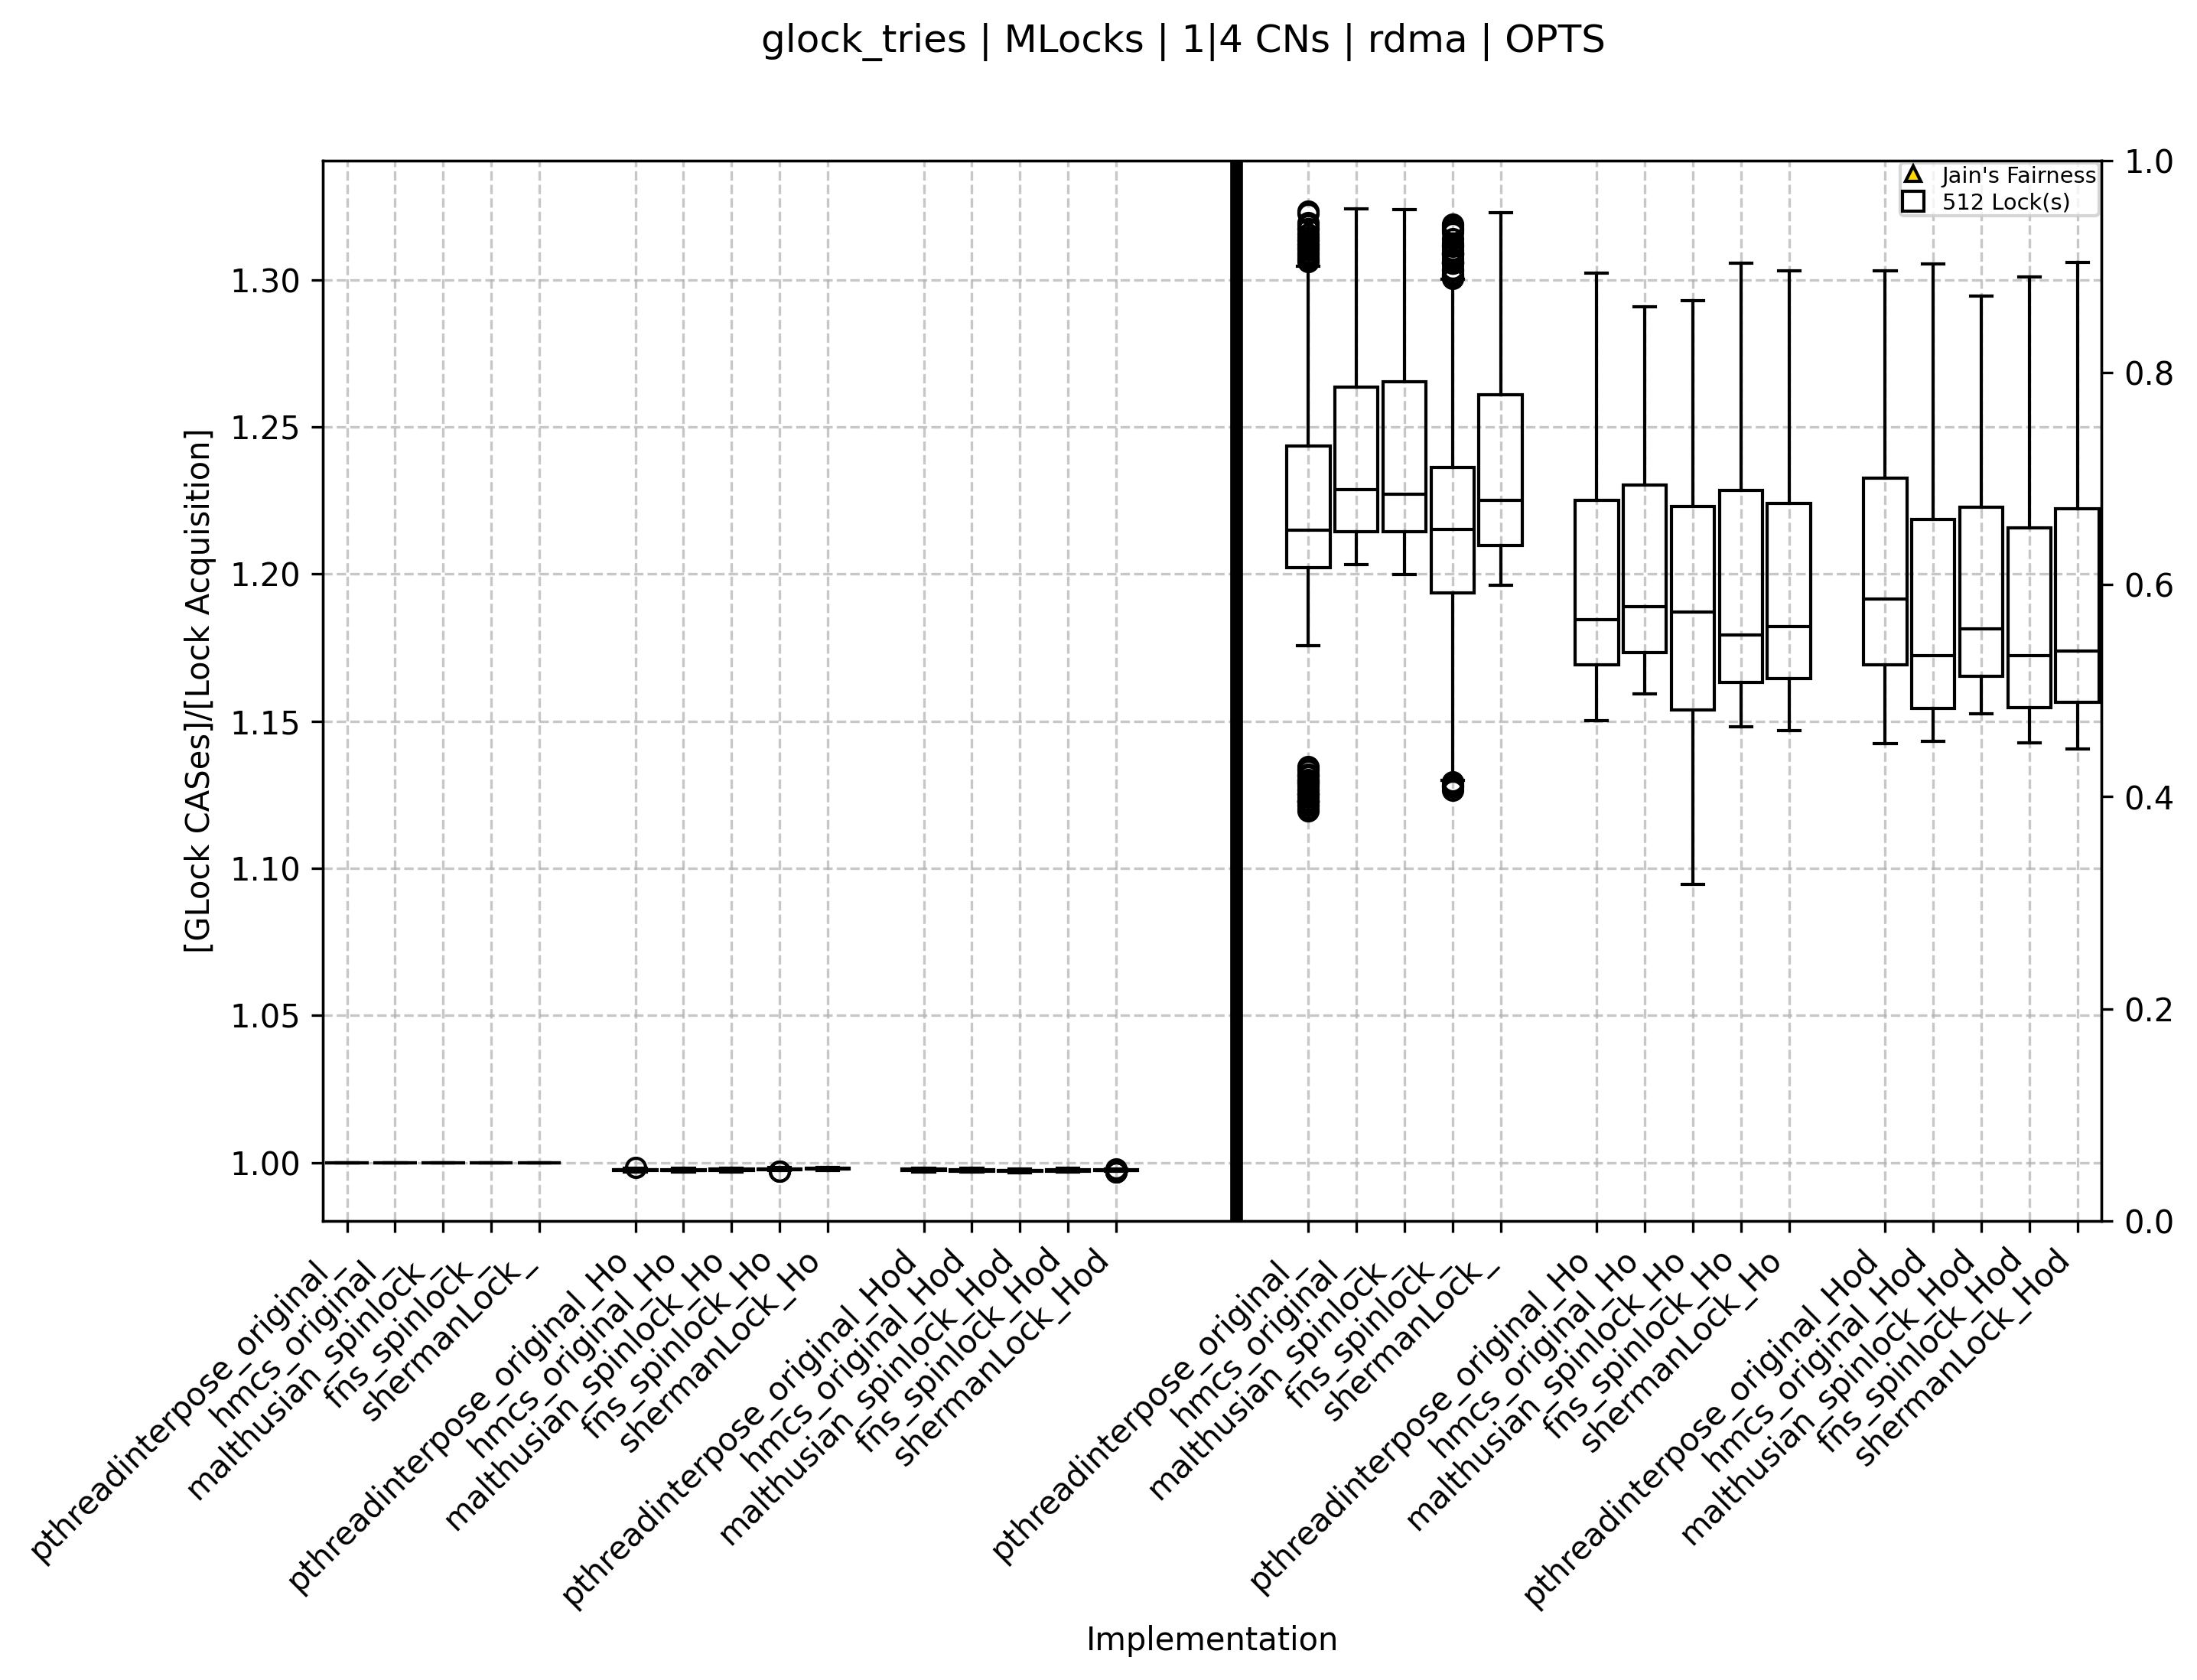 glock_tries | MLocks | 1|4 CNs | rdma | OPTS
Jain's Fairness
512 Lock(s)
[GLock CASes]/[Lock Acquisition]
1.30
1.25
1.20
1.15
1.10
1.05
1.00
1.0
0.8
0.6
0.4
0.2
0.0
pthreadinterpose_original_
hmcs_original_
malthusian_spinlock_
fns_spinlock_
shermanLock_
pthreadinterpose_original_Ho
hmcs_original_Ho
malthusian_spinlock_Ho
fns_spinlock_Ho
shermanLock_Ho
pthreadinterpose_original_Hod
hmcs_original_Hod
malthusian_spinlock_Hod
fns_spinlock_Hod
shermanLock_Hod
pthreadinterpose_original_
hmcs_original_
malthusian_spinlock_
fns_spinlock_
shermanLock_
pthreadinterpose_original_Ho
hmcs_original_Ho
malthusian_spinlock_Ho
fns_spinlock_Ho
shermanLock_Ho
pthreadinterpose_original_Hod
hmcs_original_Hod
malthusian_spinlock_Hod
fns_spinlock_Hod
shermanLock_Hod
Implementation